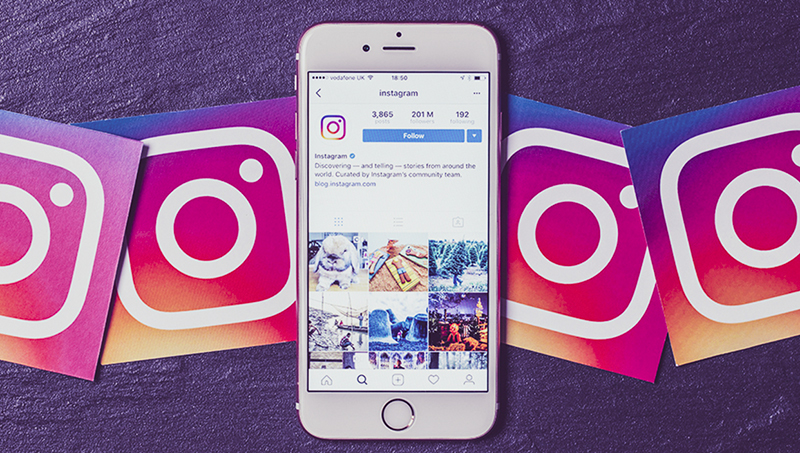 vodafone UK 18:50
instagram
3,865 201 M 192
posts followers following
Follow
Instagram
Discovering — and telling — stories from around the
world. Curated by Instagram's community team.
blog.instagram.com